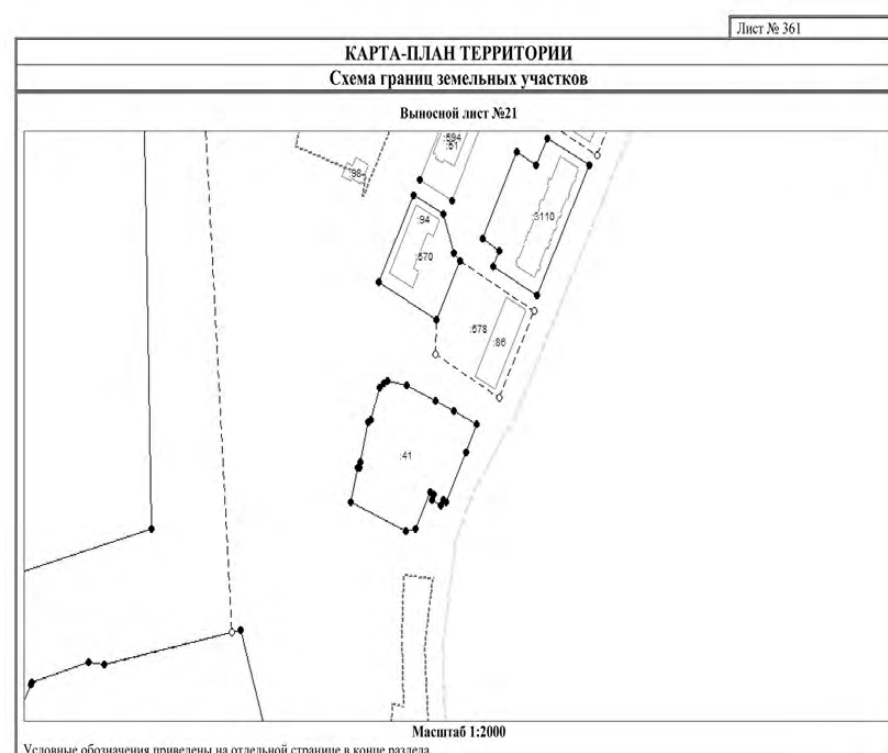 Лист № 361
КАРТА-ПЛАН ТЕРРИТОРИИ
Схема границ земельных участков
Выносной лист №21
:594
:51
:98
:94
:3110
:570
:578
:86
:41
Масштаб 1:2000
Условные обозначения приведены на отдельной странице в конце раздела.